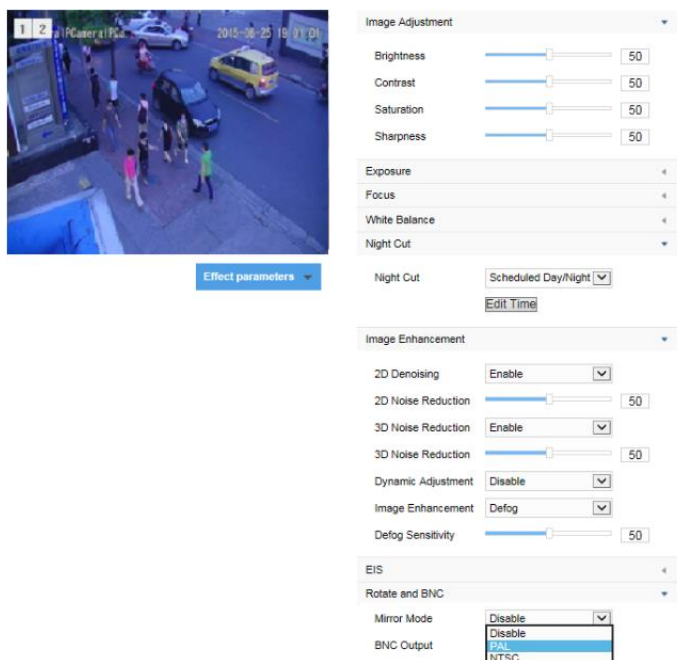 1 2
2015-06-25 19 01 01
Effect parameters
Image Adjustment
Brightness 50
Contrast 50
Saturation 50
Sharpness 50
Exposure
Focus
White Balance
Night Cut
Night Cut Scheduled Day/Night
Edit Time
Image Enhancement
2D Denoising Enable
2D Noise Reduction 50
3D Noise Reduction Enable
3D Noise Reduction 50
Dynamic Adjustment Disable
Image Enhancement Defog
Defog Sensitivity 50
EIS
Rotate and BNC
Mirror Mode Disable
Disable
BNC Output PAL
NTSC